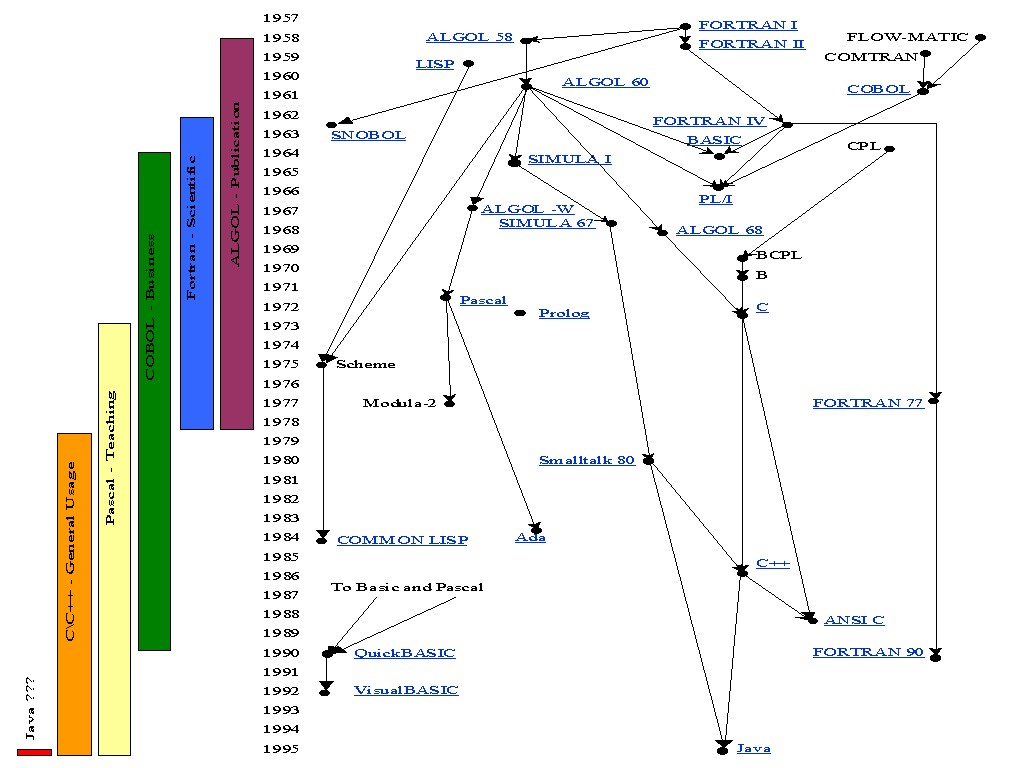 1957
FORTRAN I
1958
ALGOL 58
FLOW-MATIC
FORTRAN II
1959
LISP
COMTRAN
1960
ALGOL 60
1961
COBOL
1962
FORTRAN IV
1963
SNOBOL
BASIC
1964
CPL
SIMULA I
1965
1966
PL/I
1967
ALGOL -W
SIMULA 67
1968
ALGOL 68
1969
BCPL
1970
B
1971
Pascal
1972
C
Prolog
1973
1974
1975
Scheme
1976
1977
Modula-2
FORTRAN 77
1978
1979
1980
Smalltalk 80
1981
1982
1983
1984
COMMON LISP
Ada
1985
C++
1986
1987
To Basic and Pascal
1988
ANSI C
1989
1990
QuickBASIC
FORTRAN 90
1991
1992
VisualBASIC
1993
1994
1995
Java
Java ???
C\C++ - General Usage
Pascal - Teaching
COBOL - Business
Fortran - Scientific
ALGOL - Publication